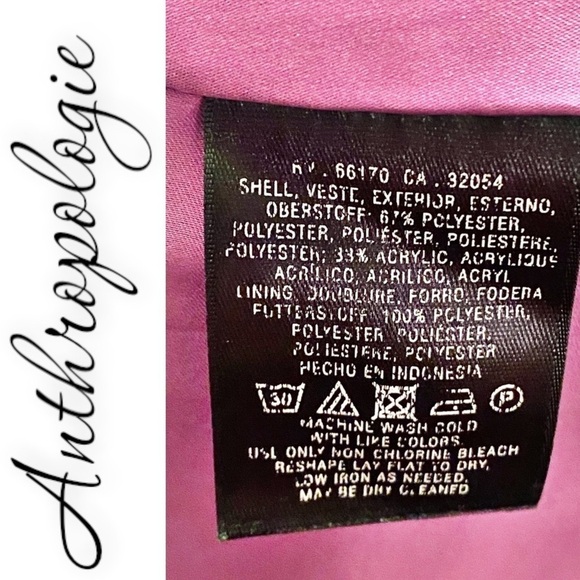 Anthropologie
RN. 66170 CA. 32054
SHELL, VESTE, EXTERIOR, ESTERNO,
OBERSTOFF: 67% POLYESTER,
POLYESTER, POLIÉSTER, POLIESTERE,
POLYESTER; 33% ACRYLIC, ACRYLIQUE
ACRÍLICO, ACRILICO, ACRYL
LINING, DOUBLURE, FORRO, FODERA
FUTTERSTOFF: 100% POLYESTER,
POLYESTER, POLIÉSTER,
POLIESTERE, POLYESTER
HECHO EN INDONESIA
30 P
MACHINE WASH COLD
WITH LIKE COLORS.
USE ONLY NON CHLORINE BLEACH
RESHAPE LAY FLAT TO DRY.
LOW IRON AS NEEDED.
MAY BE DRY CLEANED